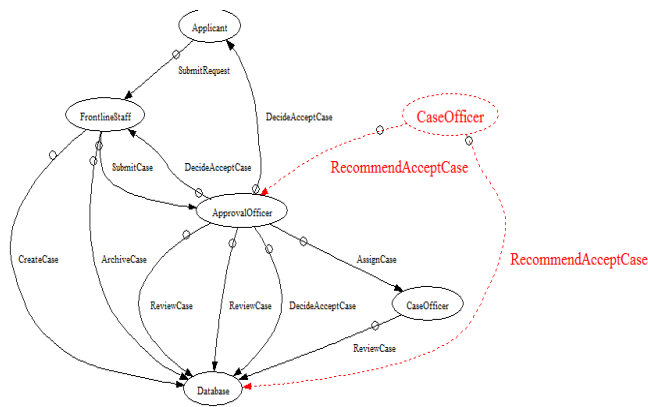 Applicant
SubmitRequest
FrontlineStaff
CaseOfficer
DecideAcceptCase
SubmitCase
DecideAcceptCase
RecommendAcceptCase
ApprovalOfficer
CreateCase
ArchiveCase
AssignCase
RecommendAcceptCase
ReviewCase
ReviewCase
DecideAcceptCase
CaseOfficer
ReviewCase
Database